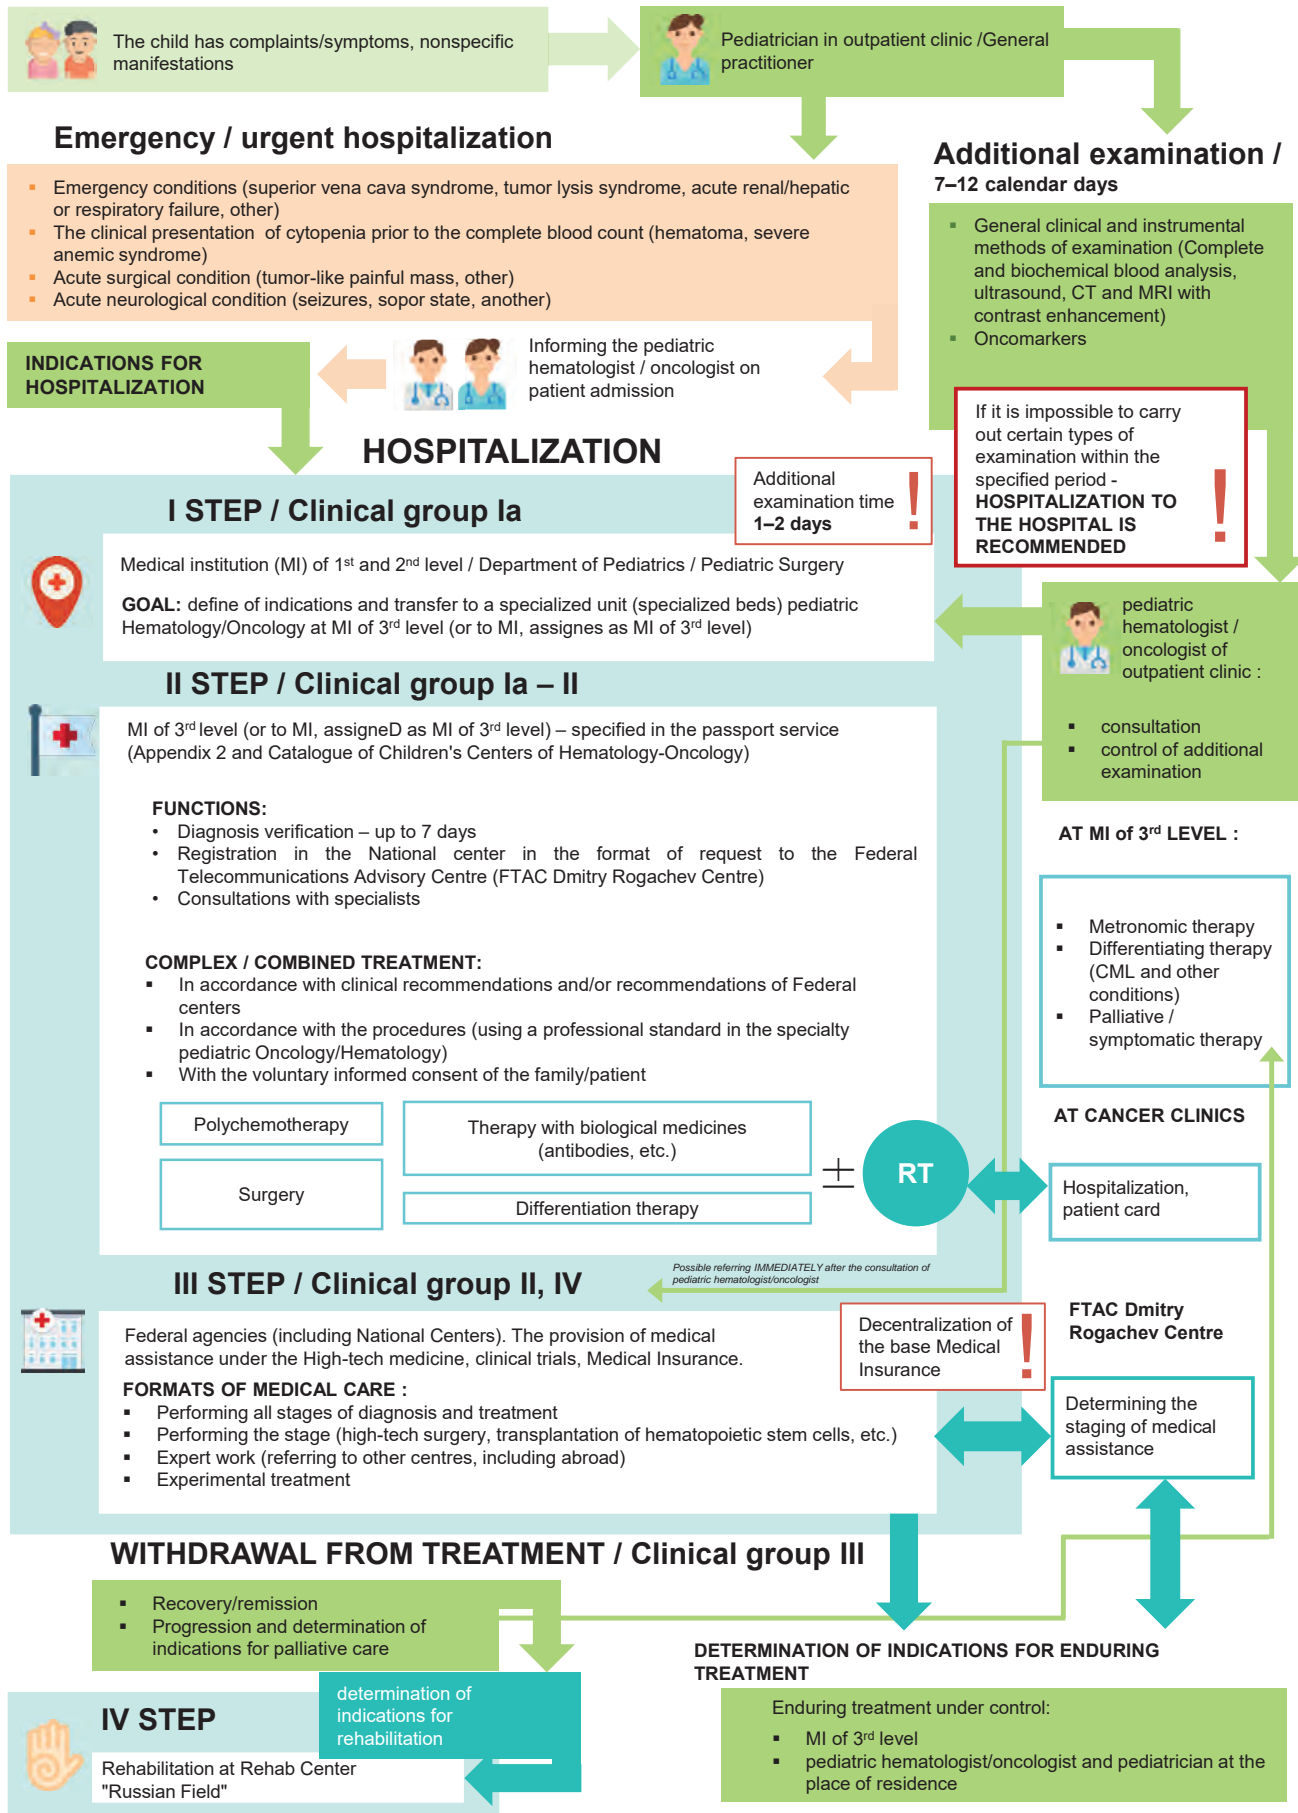 The child has complaints/symptoms, nonspecific
manifestations
Pediatrician in outpatient clinic /General
practitioner
Emergency / urgent hospitalization
▪ Emergency conditions (superior vena cava syndrome, tumor lysis syndrome, acute renal/hepatic
or respiratory failure, other)
▪ The clinical presentation of cytopenia prior to the complete blood count (hematoma, severe
anemic syndrome)
▪ Acute surgical condition (tumor-like painful mass, other)
▪ Acute neurological condition (seizures, sopor state, another)
Additional examination /
7–12 calendar days
▪ General clinical and instrumental
methods of examination (Complete
and biochemical blood analysis,
ultrasound, CT and MRI with
contrast enhancement)
▪ Oncomarkers
INDICATIONS FOR
HOSPITALIZATION
Informing the pediatric
hematologist / oncologist on
patient admission
If it is impossible to carry
out certain types of
examination within the
specified period -
HOSPITALIZATION TO
THE HOSPITAL IS
RECOMMENDED
!
HOSPITALIZATION
Additional
examination time
1–2 days
!
I STEP / Clinical group Ia
Medical institution (MI) of 1st and 2nd level / Department of Pediatrics / Pediatric Surgery
GOAL: define of indications and transfer to a specialized unit (specialized beds) pediatric
Hematology/Oncology at MI of 3rd level (or to MI, assignes as MI of 3rd level)
pediatric
hematologist /
oncologist of
outpatient clinic :
▪ consultation
▪ control of additional
examination
II STEP / Clinical group Ia – II
MI of 3rd level (or to MI, assigneD as MI of 3rd level) – specified in the passport service
(Appendix 2 and Catalogue of Children's Centers of Hematology-Oncology)
FUNCTIONS:
• Diagnosis verification – up to 7 days
• Registration in the National center in the format of request to the Federal
Telecommunications Advisory Centre (FTAC Dmitry Rogachev Centre)
• Consultations with specialists
COMPLEX / COMBINED TREATMENT:
▪ In accordance with clinical recommendations and/or recommendations of Federal
centers
▪ In accordance with the procedures (using a professional standard in the specialty
pediatric Oncology/Hematology)
▪ With the voluntary informed consent of the family/patient
Polychemotherapy
Surgery
Therapy with biological medicines
(antibodies, etc.)
Differentiation therapy
±
RT
AT MI of 3rd LEVEL :
▪ Metronomic therapy
▪ Differentiating therapy
(CML and other
conditions)
▪ Palliative /
symptomatic therapy
AT CANCER CLINICS
Hospitalization,
patient card
III STEP / Clinical group II, IV
Possible referring IMMEDIATELY after the consultation of
pediatric hematologist/oncologist
Federal agencies (including National Centers). The provision of medical
assistance under the High-tech medicine, clinical trials, Medical Insurance.
FORMATS OF MEDICAL CARE :
▪ Performing all stages of diagnosis and treatment
▪ Performing the stage (high-tech surgery, transplantation of hematopoietic stem cells, etc.)
▪ Expert work (referring to other centres, including abroad)
▪ Experimental treatment
Decentralization of
the base Medical
Insurance
!
FTAC Dmitry
Rogachev Centre
Determining the
staging of medical
assistance
WITHDRAWAL FROM TREATMENT / Clinical group III
▪ Recovery/remission
▪ Progression and determination of
indications for palliative care
determination of
indications for
rehabilitation
IV STEP
Rehabilitation at Rehab Center
"Russian Field"
DETERMINATION OF INDICATIONS FOR ENDURING
TREATMENT
Enduring treatment under control:
▪ MI of 3rd level
▪ pediatric hematologist/oncologist and pediatrician at the
place of residence